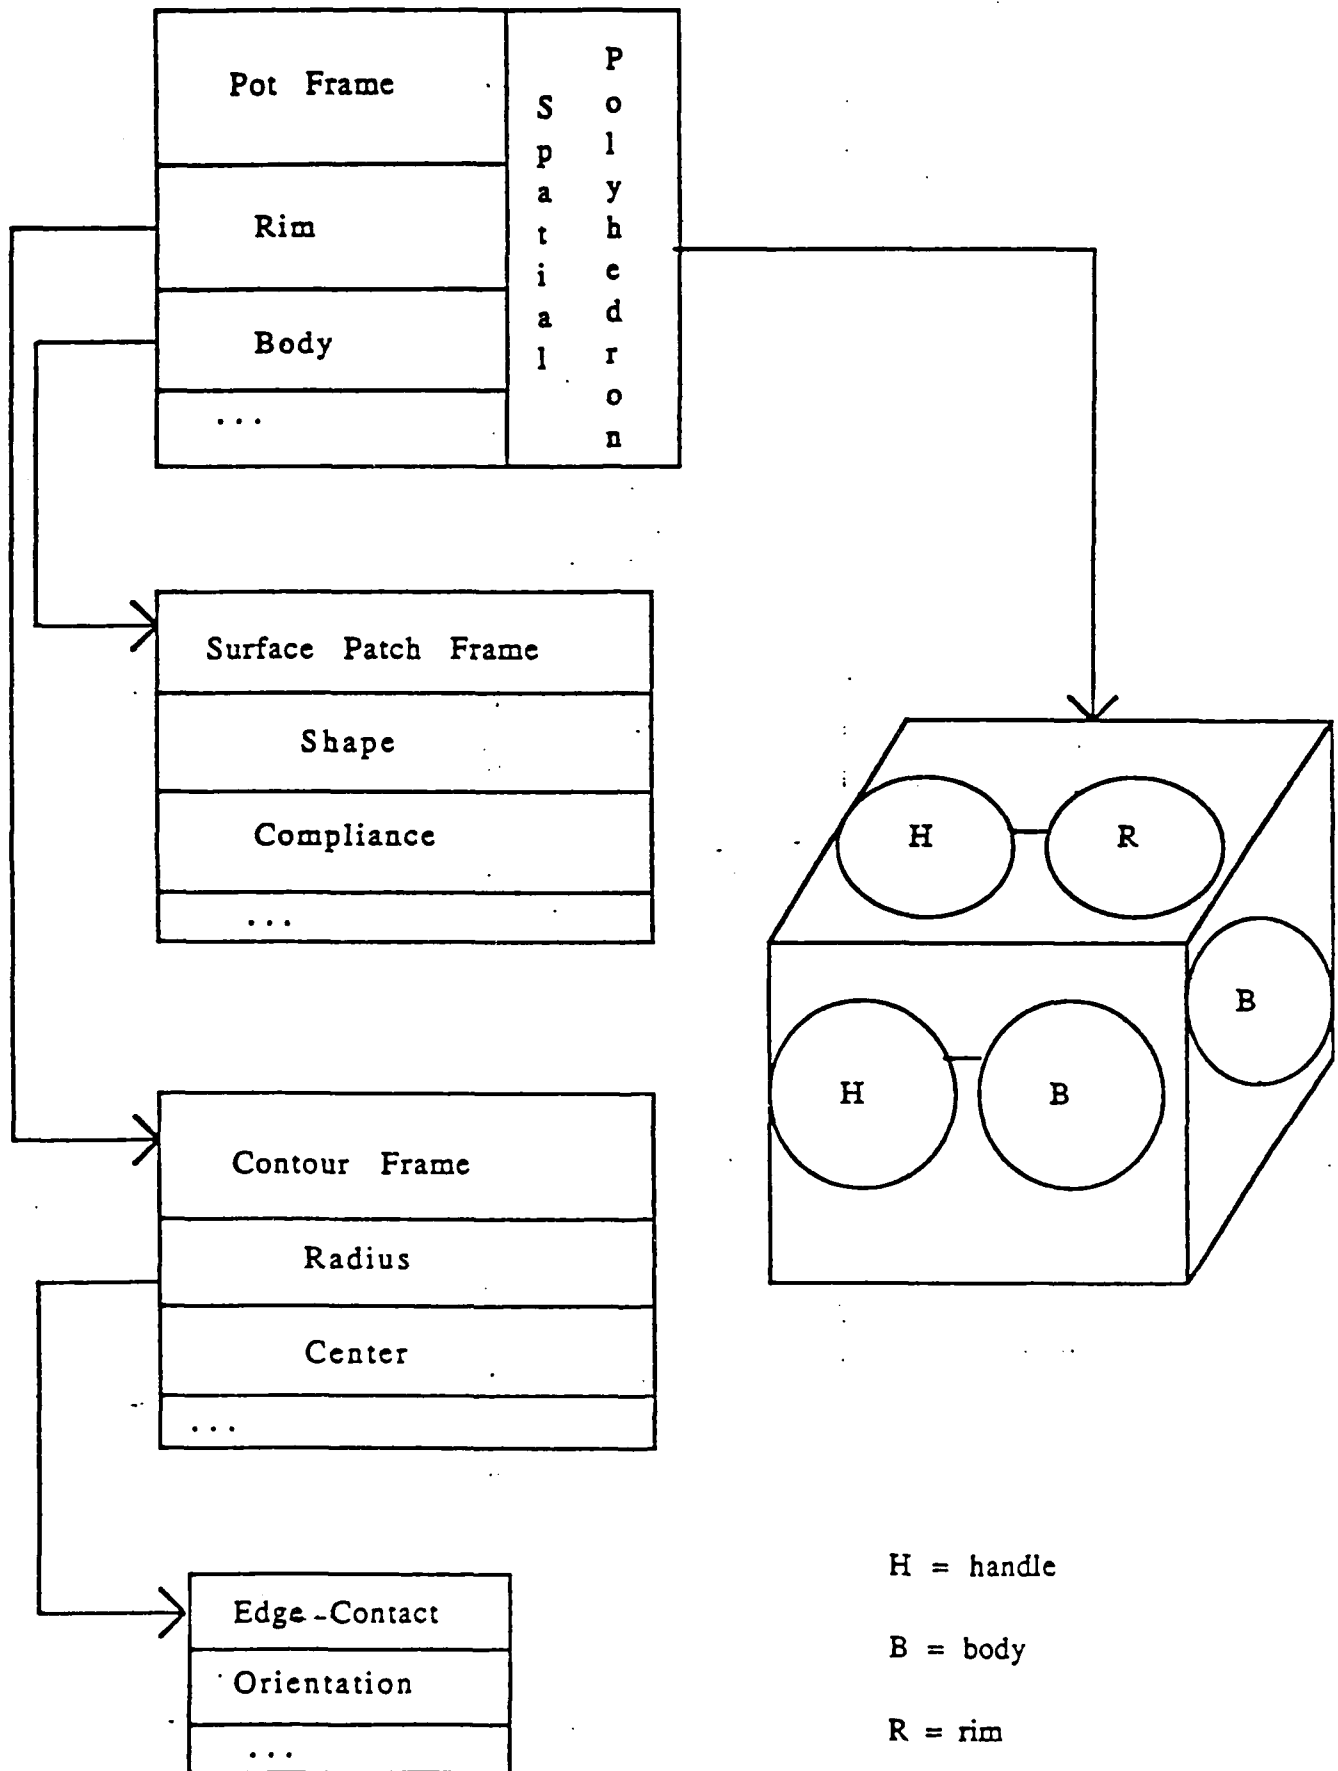 Pot Frame
Spatial
Polyhedron
Rim
Body
...
Surface Patch Frame
Shape
Compliance
...
H
R
B
H
B
Contour Frame
Radius
Center
...
Edge-Contact
Orientation
...
H = handle
B = body
R = rim